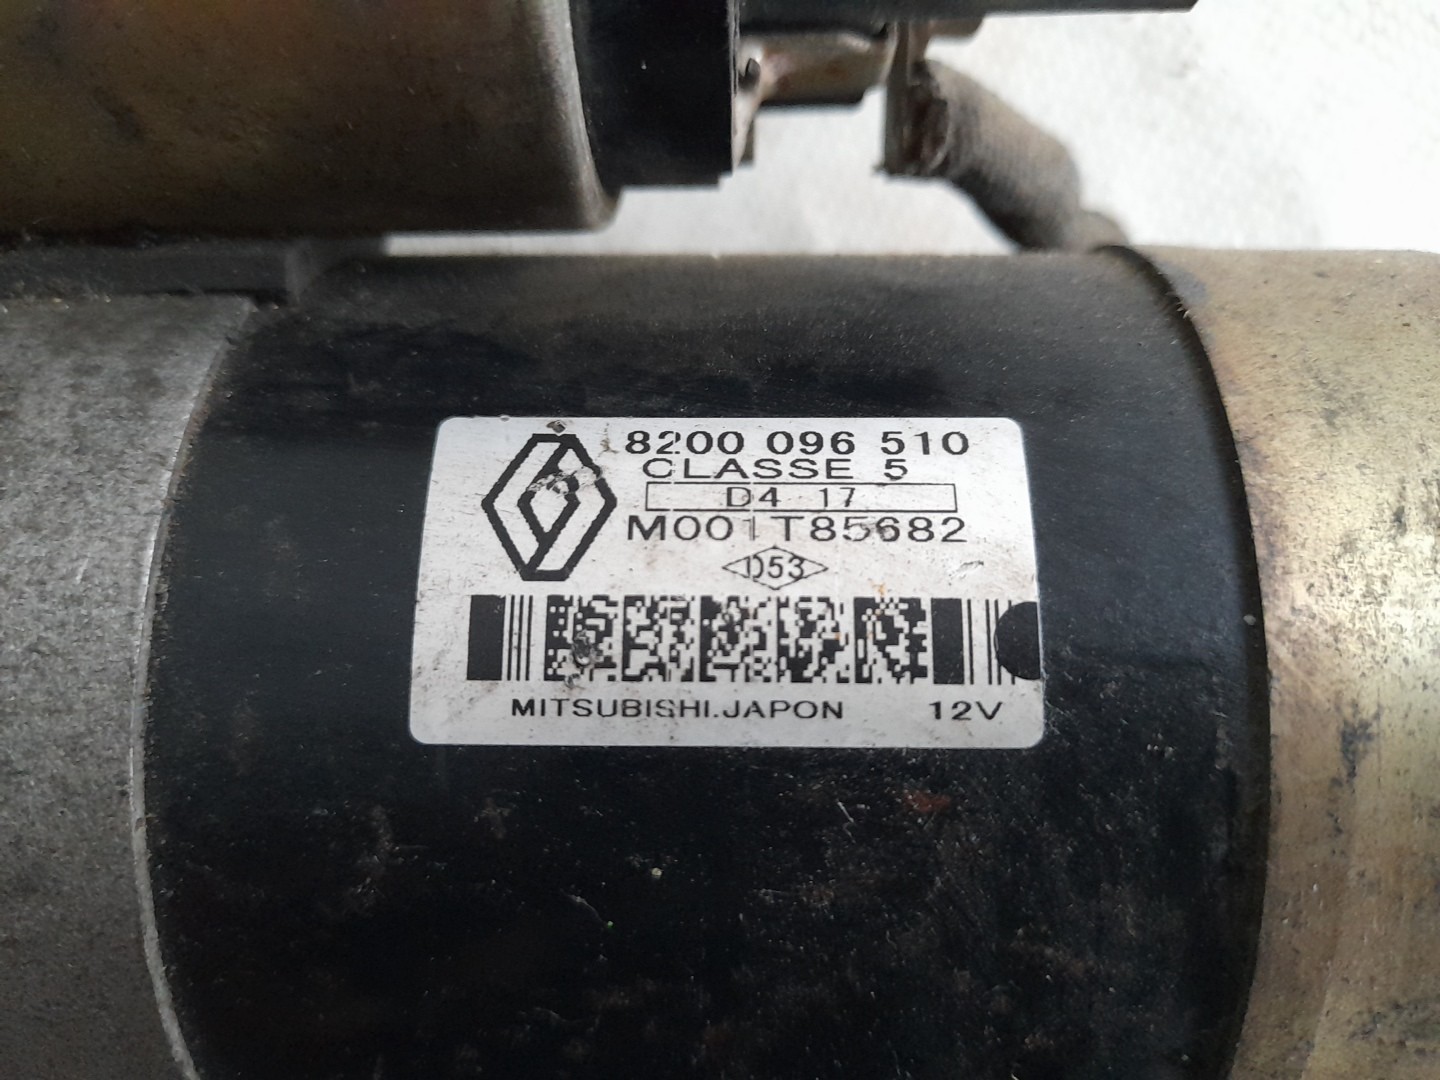 8200 096 510
CLASSE 5
D4 17
M001T85682
D53
MITSUBISHI.JAPON 12V